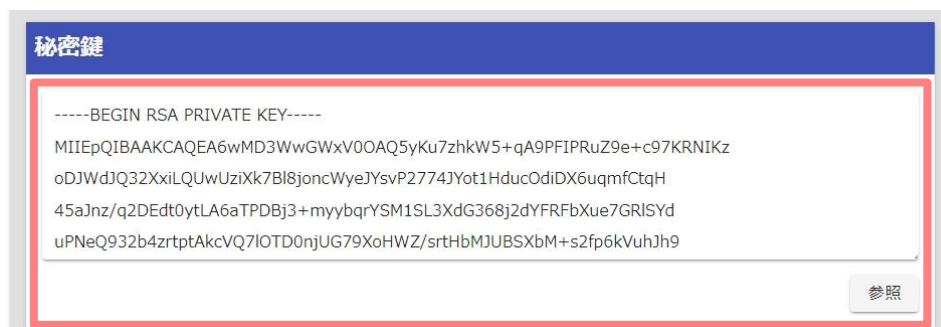 秘密鍵
-----BEGIN RSA PRIVATE KEY-----
MIIEpQIBAAKCAQEA6wMD3WwGWxV0OAQ5yKu7zhkW5+qA9PFIPRuZ9e+c97KRNIKz
oDJWdJQ32XxiLQUwUziXk7Bl8joncWyeJYsvP2774JYot1HducOdiDX6uqmfCtqH
45aJnz/q2DEdt0ytLA6aTPDBj3+myybqrYSM1SL3XdG368j2dYFRFbXue7GRlSYd
uPNeQ932b4zrtptAkcVQ7lOTD0njUG79XoHWZ/srtHbMJUBSXbM+s2fp6kVuhJh9
参照